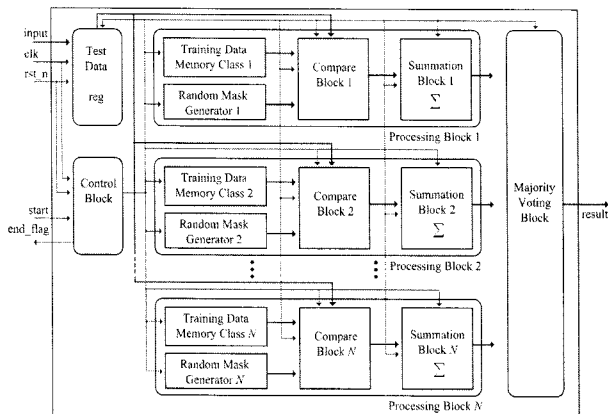 input
clk
rst_n
start
end_flag
Test
Data
reg
Control
Block
Training Data
Memory Class 1
Random Mask
Generator 1
Compare
Block 1
Summation
Block 1
∑
Processing Block 1
Training Data
Memory Class 2
Random Mask
Generator 2
Compare
Block 2
Summation
Block 2
∑
Processing Block 2
Training Data
Memory Class N
Random Mask
Generator N
Compare
Block N
Summation
Block N
∑
Processing Block N
Majority
Voting
Block
result